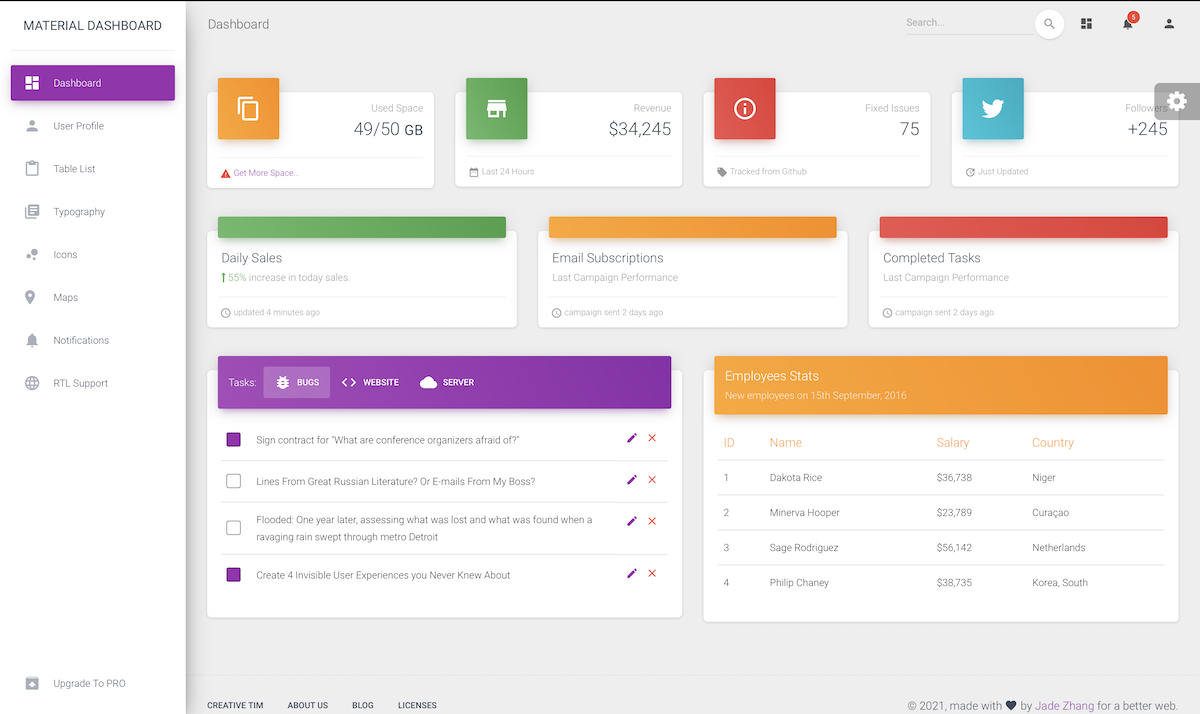 MATERIAL DASHBOARD
Dashboard
User Profile
Table List
Typography
Icons
Maps
Notifications
RTL Support
Upgrade To PRO
Dashboard
Search...
5
Used Space
49/50 GB
Get More Space...
Revenue
$34,245
Last 24 Hours
Fixed Issues
75
Tracked from Github
Followers
+245
Just Updated
Daily Sales
55% increase in today sales.
updated 4 minutes ago
Email Subscriptions
Last Campaign Performance
campaign sent 2 days ago
Completed Tasks
Last Campaign Performance
campaign sent 2 days ago
Tasks: BUGS WEBSITE SERVER
Sign contract for "What are conference organizers afraid of?"
Lines From Great Russian Literature? Or E-mails From My Boss?
Flooded: One year later, assessing what was lost and what was found when a
ravaging rain swept through metro Detroit
Create 4 Invisible User Experiences you Never Knew About
Employees Stats
New employees on 15th September, 2016
ID Name Salary Country
1 Dakota Rice $36,738 Niger
2 Minerva Hooper $23,789 Curaçao
3 Sage Rodriguez $56,142 Netherlands
4 Philip Chaney $38,735 Korea, South
CREATIVE TIM ABOUT US BLOG LICENSES
© 2021, made with by Jade Zhang for a better web.